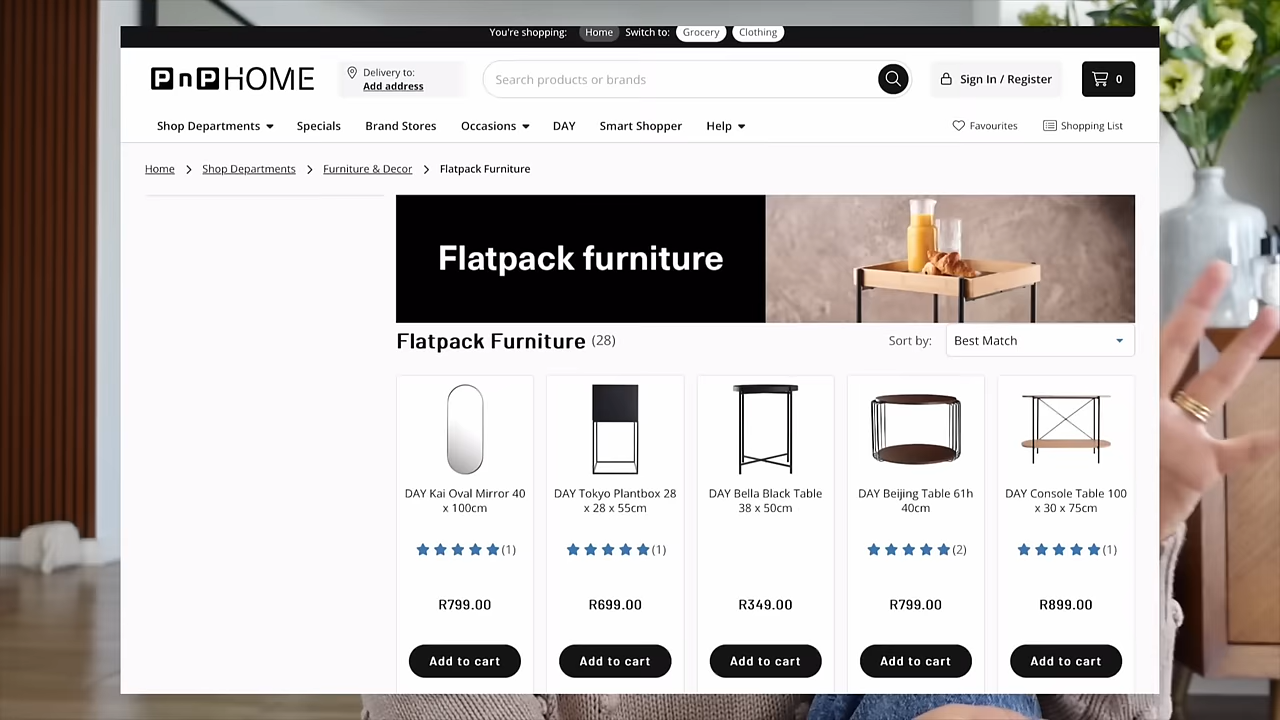 You're shopping: Home Switch to: Grocery Clothing
PnPHOME
Delivery to:
Add address
Search products or brands
Sign In / Register
0
Shop Departments Specials Brand Stores Occasions DAY Smart Shopper Help Favourites Shopping List
Home Shop Departments Furniture & Decor Flatpack Furniture
Flatpack furniture
Flatpack Furniture (28)
Sort by: Best Match
DAY Kai Oval Mirror 40
x 100cm
(1)
R799.00
Add to cart
DAY Tokyo Plantbox 28
x 28 x 55cm
(1)
R699.00
Add to cart
DAY Bella Black Table
38 x 50cm
R349.00
Add to cart
DAY Beijing Table 61h
40cm
(2)
R799.00
Add to cart
DAY Console Table 100
x 30 x 75cm
(1)
R899.00
Add to cart